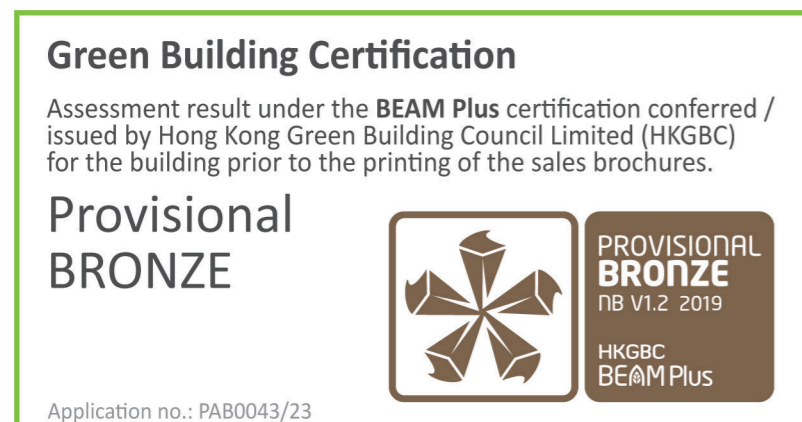 Green Building Certification
Assessment result under the BEAM Plus certification conferred /
issued by Hong Kong Green Building Council Limited (HKGBC)
for the building prior to the printing of the sales brochures.
Provisional
BRONZE
PROVISIONAL
BRONZE
NB V1.2 2019
HKGBC
BEAM Plus
Application no.: PAB0043/23